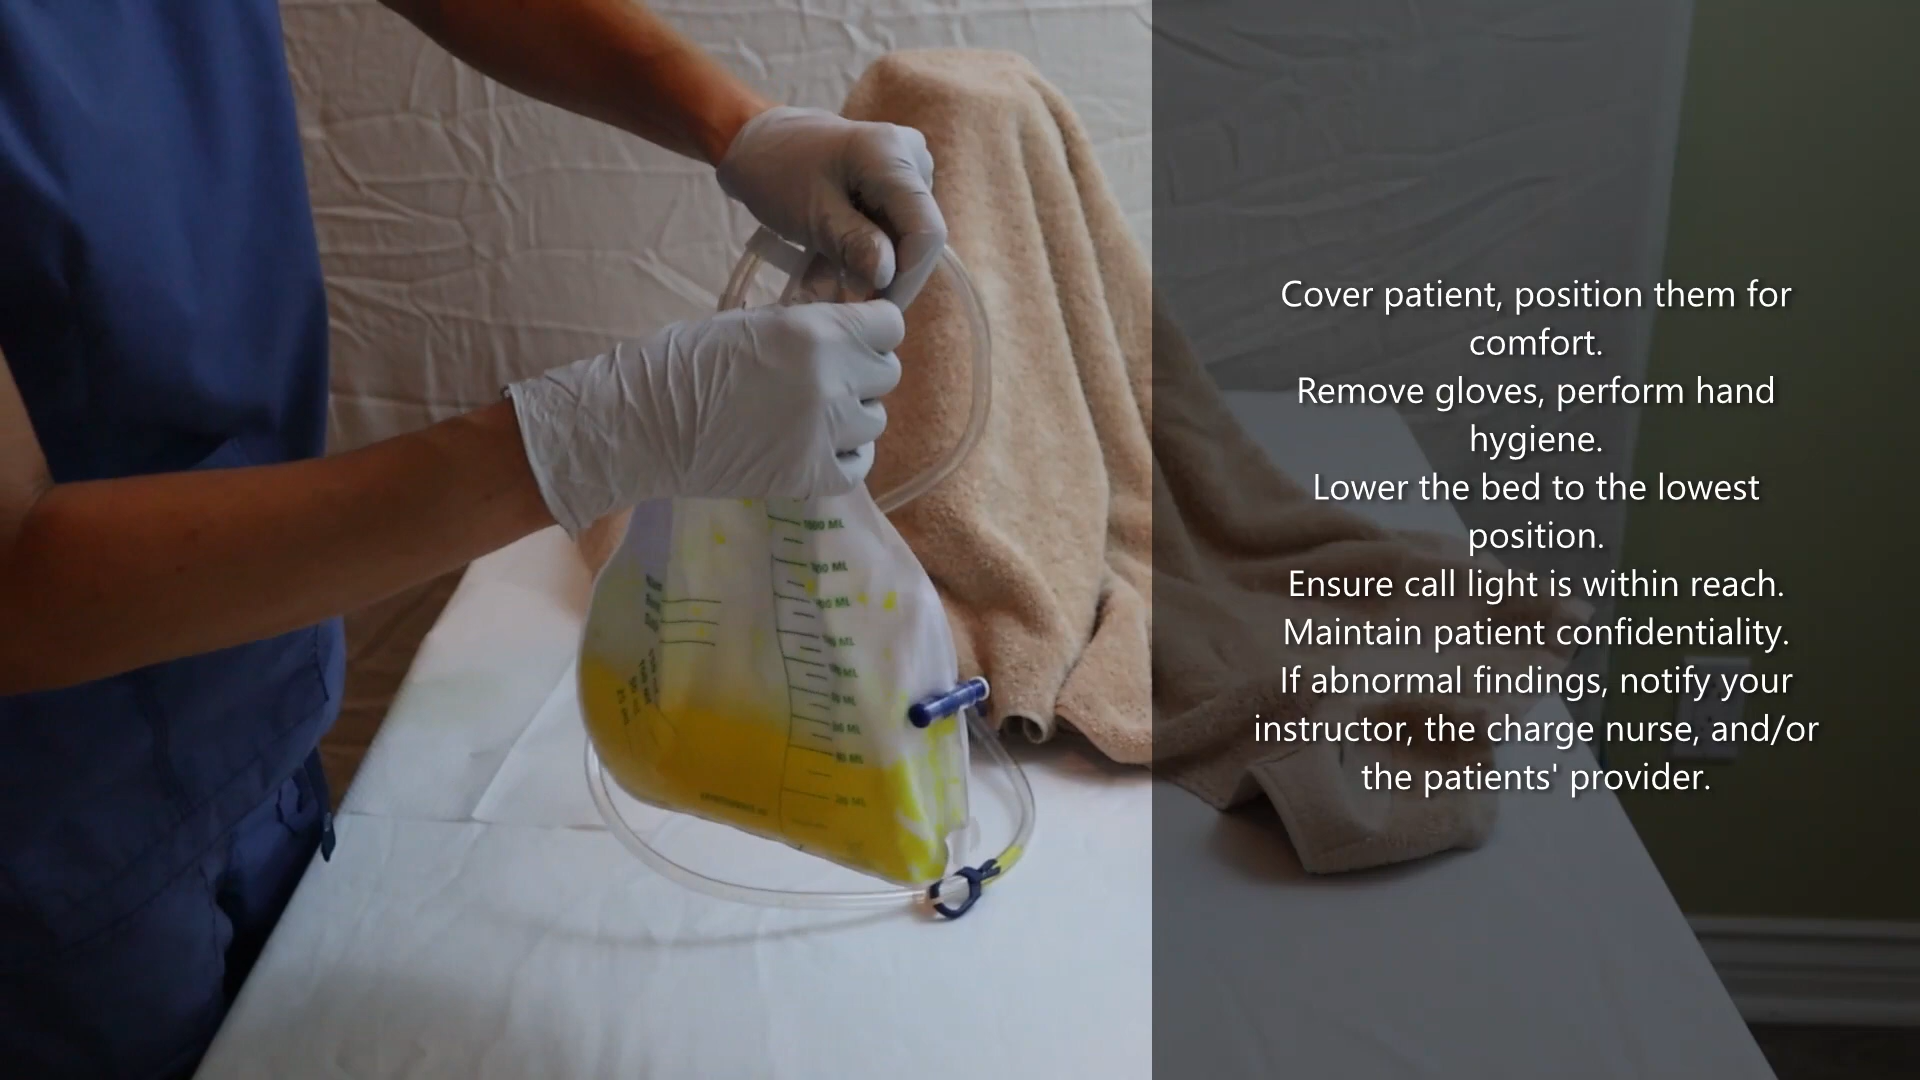 Cover patient, position them for
comfort.
Remove gloves, perform hand
hygiene.
Lower the bed to the lowest
position.
Ensure call light is within reach.
Maintain patient confidentiality.
If abnormal findings, notify your
instructor, the charge nurse, and/or
the patients' provider.